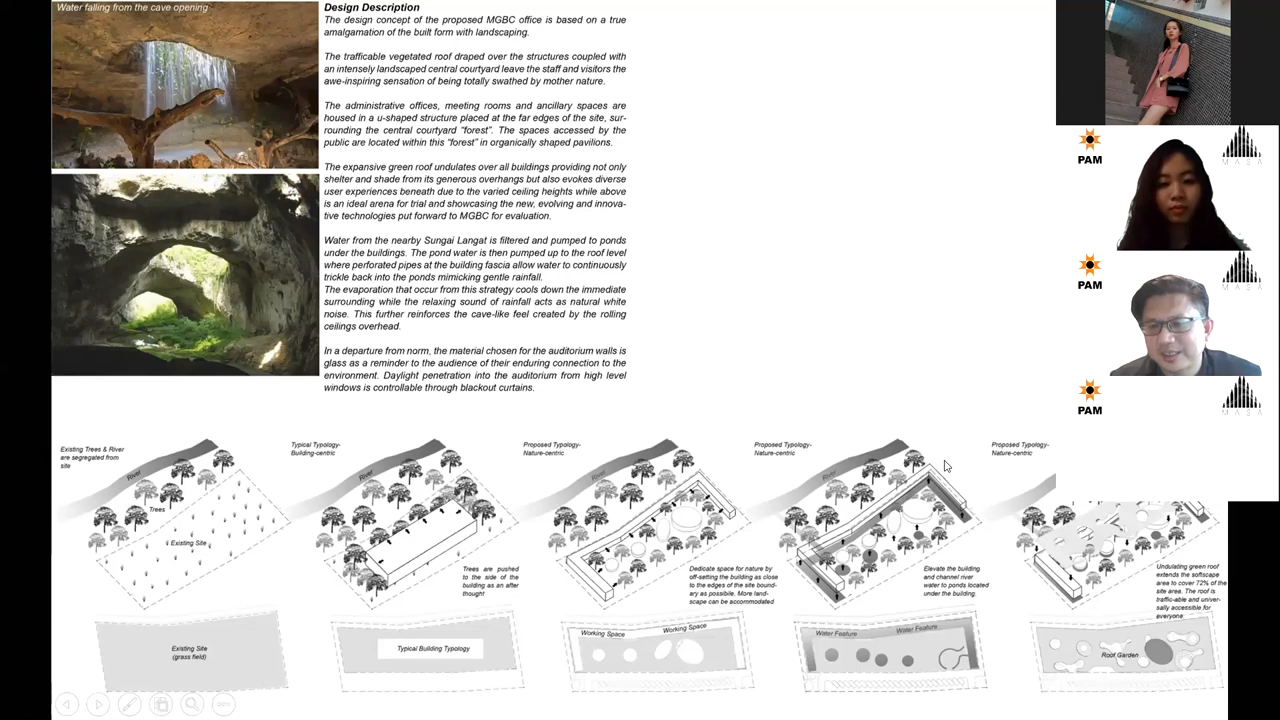 Water falling from the cave opening
Design Description
The design concept of the proposed MGBC office is based on a true
amalgamation of the built form with landscaping.
The trafficable vegetated roof draped over the structures coupled with
an intensely landscaped central courtyard leave the staff and visitors the
awe-inspiring sensation of being totally swathed by mother nature.
The administrative offices, meeting rooms and ancillary spaces are
housed in a u-shaped structure placed at the far edges of the site, sur-
rounding the central courtyard “forest”. The spaces accessed by the
public are located within this “forest” in organically shaped pavilions.
The expansive green roof undulates over all buildings providing not only
shelter and shade from its generous overhangs but also evokes diverse
user experiences beneath due to the varied ceiling heights while above
is an ideal arena for trial and showcasing the new, evolving and innova-
tive technologies put forward to MGBC for evaluation.
Water from the nearby Sungai Langat is filtered and pumped to ponds
under the buildings. The pond water is then pumped up to the roof level
where perforated pipes at the building fascia allow water to continuously
trickle back into the ponds mimicking gentle rainfall.
The evaporation that occur from this strategy cools down the immediate
surrounding while the relaxing sound of rainfall acts as natural white
noise. This further reinforces the cave-like feel created by the rolling
ceilings overhead.
In a departure from norm, the material chosen for the auditorium walls is
glass as a reminder to the audience of their enduring connection to the
environment. Daylight penetration into the auditorium from high level
windows is controllable through blackout curtains.
PAM
MASA
PAM
MASA
PAM
MASA
Existing Trees & River
are segregated from
site
River
Trees
Existing Site
Existing Site
(grass field)
Typical Typology-
Building-centric
River
Trees are pushed
to the side of the
building as an after
thought
Typical Building Typology
Proposed Typology-
Nature-centric
River
Dedicate space for nature by
off-setting the building as close
to the edges of the site bound-
ary as possibile. More land-
scape can be accommodated
Working Space
Working Space
Proposed Typology-
Nature-centric
River
Elevate the building
and channel river
water to ponds located
under the building.
Water Feature
Water Feature
Proposed Typology-
Nature-centric
Undulating green roof
extends the softscape
area to cover 72% of the
site area. The roof is
traffic-able and univer-
sally accessible for
everyone
Roof Garden